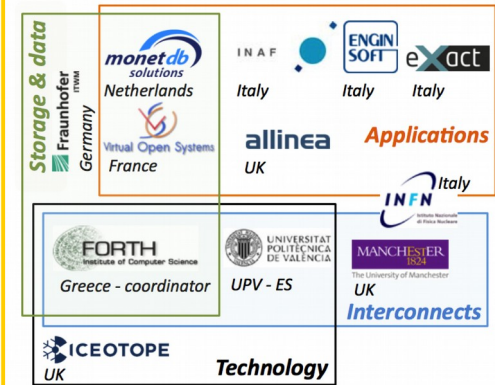 Storage & data
Fraunhofer
ITWM
Germany
monetdb
solutions
Netherlands
Virtual Open Systems
France
INAF
Italy
ENGIN
SOFT
Italy
eXact
Italy
allinea
UK
Applications
INFN
Istituto Nazionale
di Fisica Nucleare
Italy
FORTH
Institute of Computer Science
Greece - coordinator
UNIVERSITAT
POLITÈCNICA
DE VALÈNCIA
UPV - ES
MANCHESTER
1824
The University of Manchester
UK
Interconnects
ICEOTOPE
UK
Technology